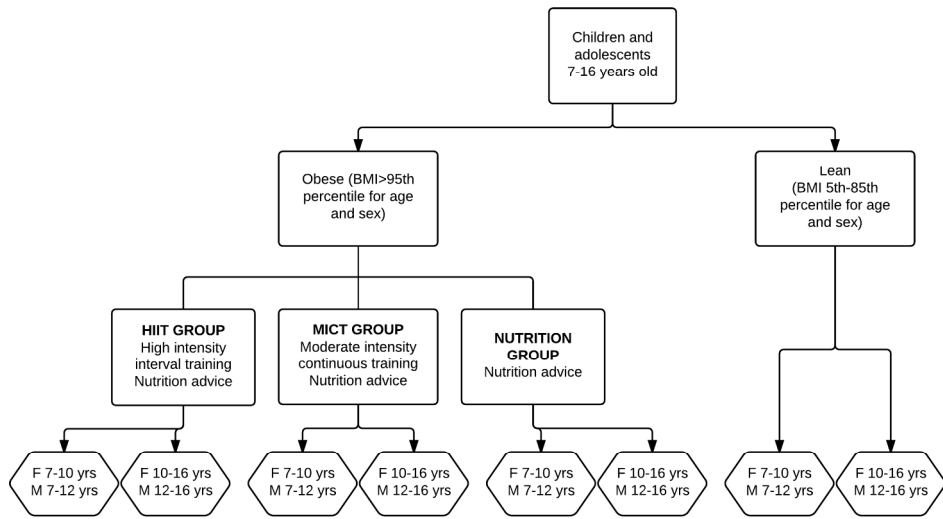 Children and
adolescents
7-16 years old
Obese (BMI>95th
percentile for age
and sex)
Lean
(BMI 5th-85th
percentile for age
and sex)
HIIT GROUP
High intensity
interval training
Nutrition advice
MICT GROUP
Moderate intensity
continuous training
Nutrition advice
NUTRITION
GROUP
Nutrition advice
F 7-10 yrs
M 7-12 yrs
F 10-16 yrs
M 12-16 yrs
F 7-10 yrs
M 7-12 yrs
F 10-16 yrs
M 12-16 yrs
F 7-10 yrs
M 7-12 yrs
F 10-16 yrs
M 12-16 yrs
F 7-10 yrs
M 7-12 yrs
F 10-16 yrs
M 12-16 yrs